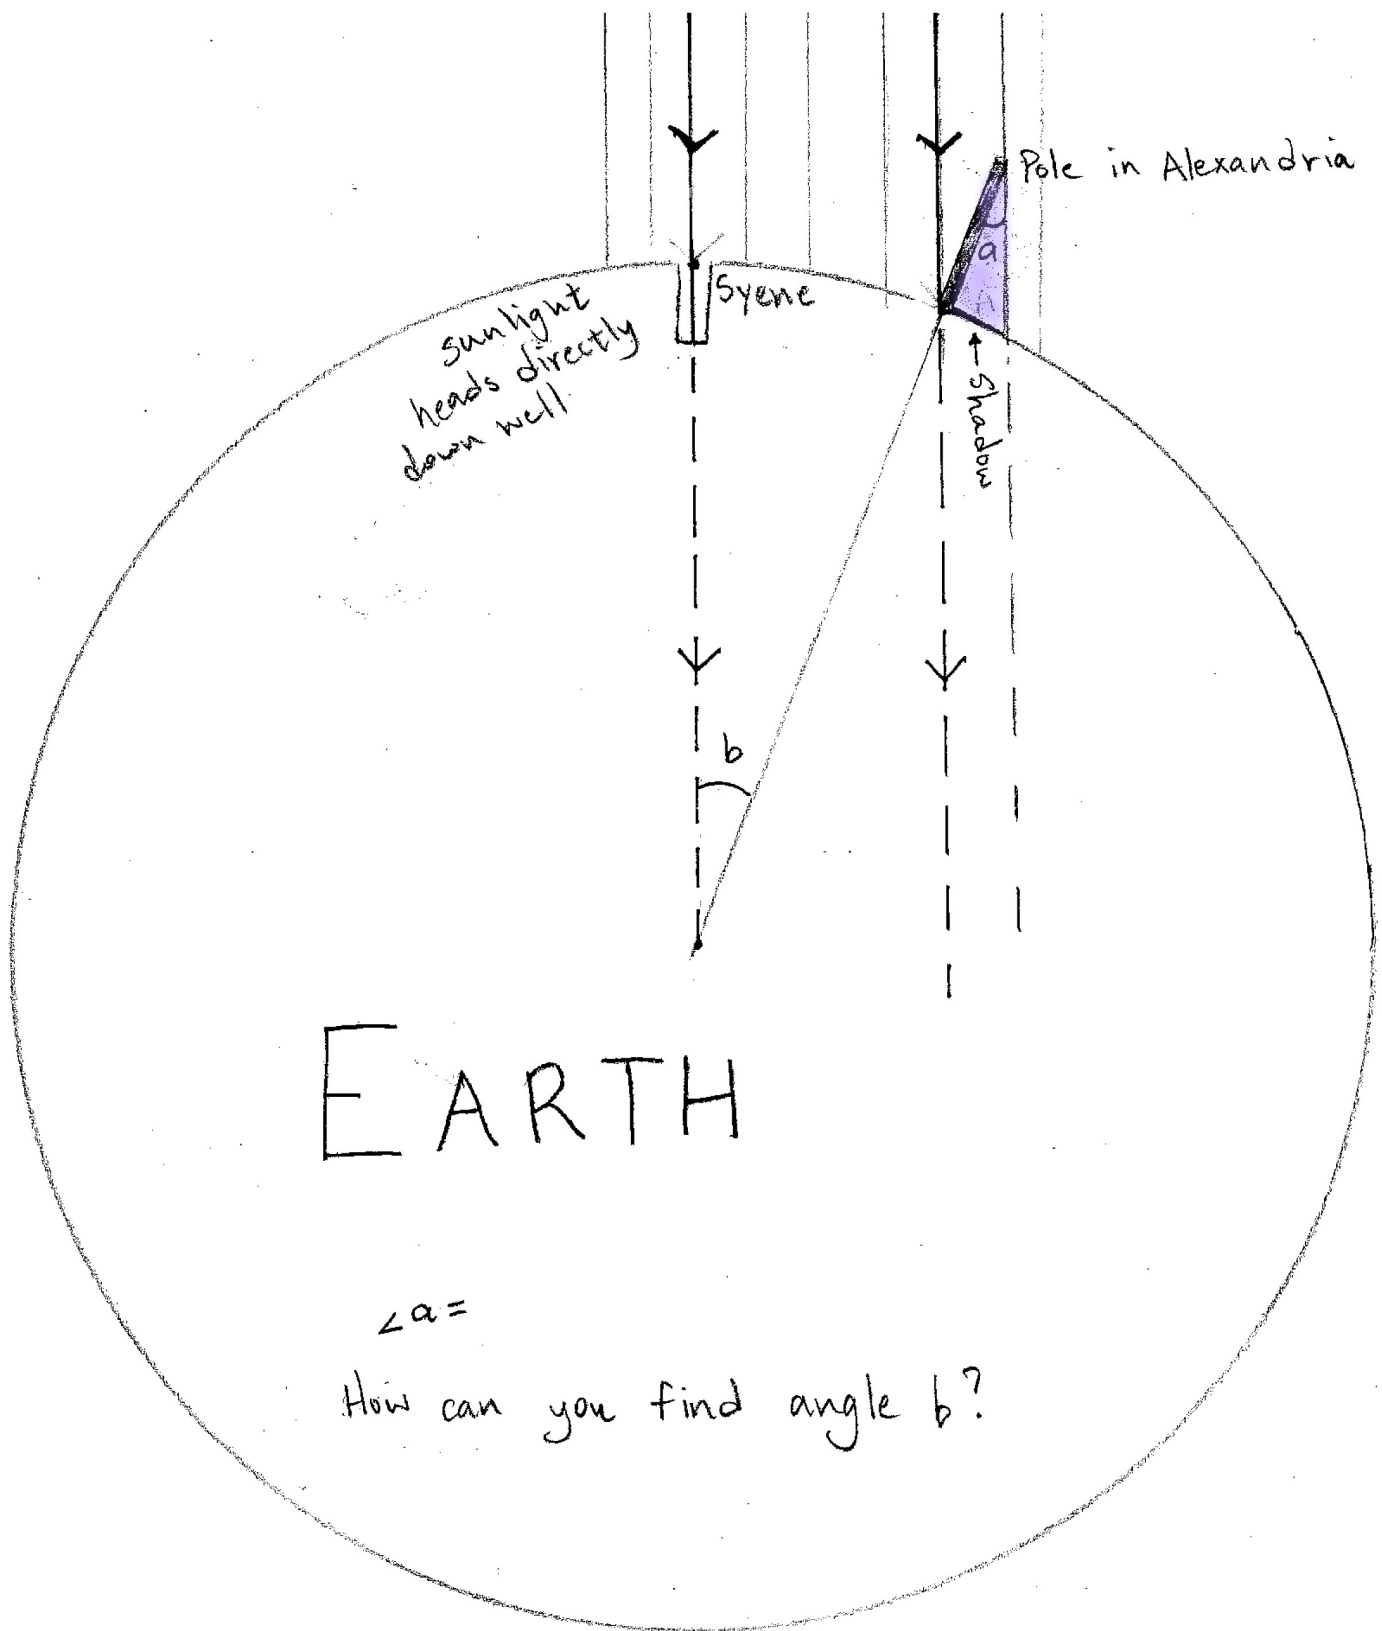 Pole in Alexandria
a
Syene
sunlight
heads directly
down well
Shadow
b
EARTH
∠a=
How can you find angle b?